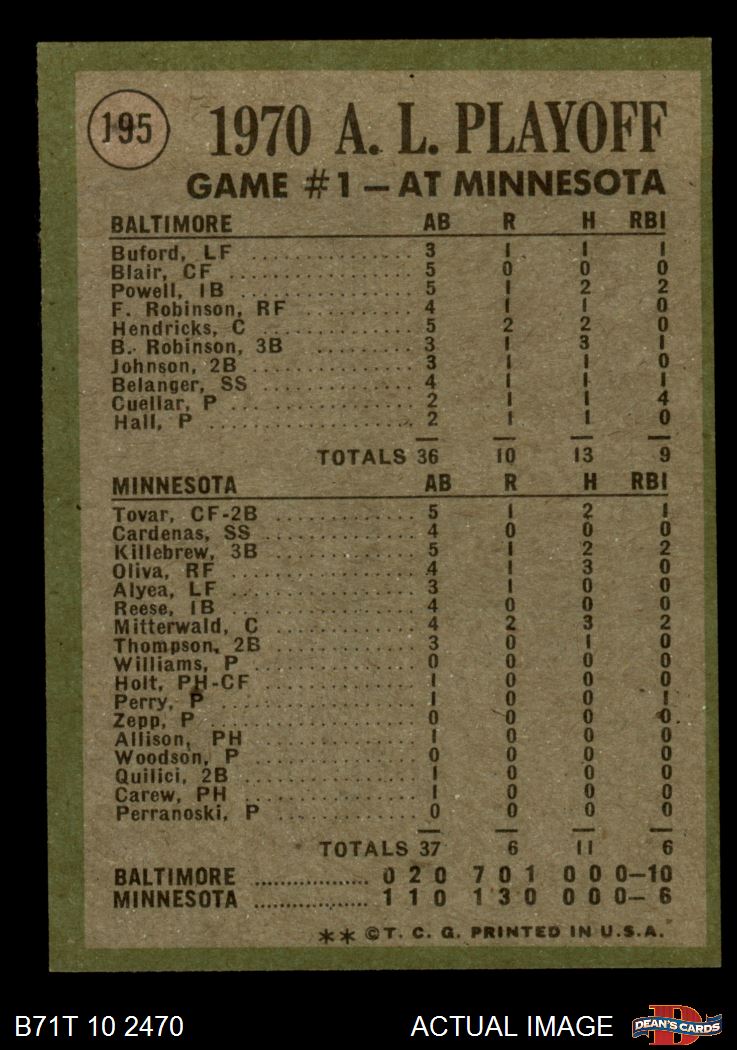 195
1970 A. L. PLAYOFF
GAME #1 – AT MINNESOTA
BALTIMORE AB R H RBI
Buford, LF 3 1 1 1
Blair, CF 5 0 0 0
Powell, 1B 5 1 2 2
F. Robinson, RF 4 1 1 0
Hendricks, C 5 2 2 0
B. Robinson, 3B 3 1 3 1
Johnson, 2B 3 1 1 0
Belanger, SS 4 1 1 1
Cuellar, P 2 1 1 4
Hall, P 2 1 1 0
TOTALS 36 10 13 9
MINNESOTA AB R H RBI
Tovar, CF-2B 5 1 2 1
Cardenas, SS 4 0 0 0
Killebrew, 3B 5 1 2 2
Oliva, RF 4 1 3 0
Alyea, LF 3 1 0 0
Reese, 1B 4 0 0 0
Mitterwald, C 4 2 3 2
Thompson, 2B 3 0 1 0
Williams, P 0 0 0 0
Holt, PH-CF 1 0 0 0
Perry, P 1 0 0 1
Zepp, P 0 0 0 0
Allison, PH 1 0 0 0
Woodson, P 0 0 0 0
Quilici, 2B 1 0 0 0
Carew, PH 1 0 0 0
Perranoski, P 0 0 0 0
TOTALS 37 6 11 6
BALTIMORE 0 2 0 7 0 1 0 0 0–10
MINNESOTA 1 1 0 1 3 0 0 0 0– 6
** © T. C. G. PRINTED IN U.S.A.
B71T 10 2470 ACTUAL IMAGE D DEAN'S CARDS